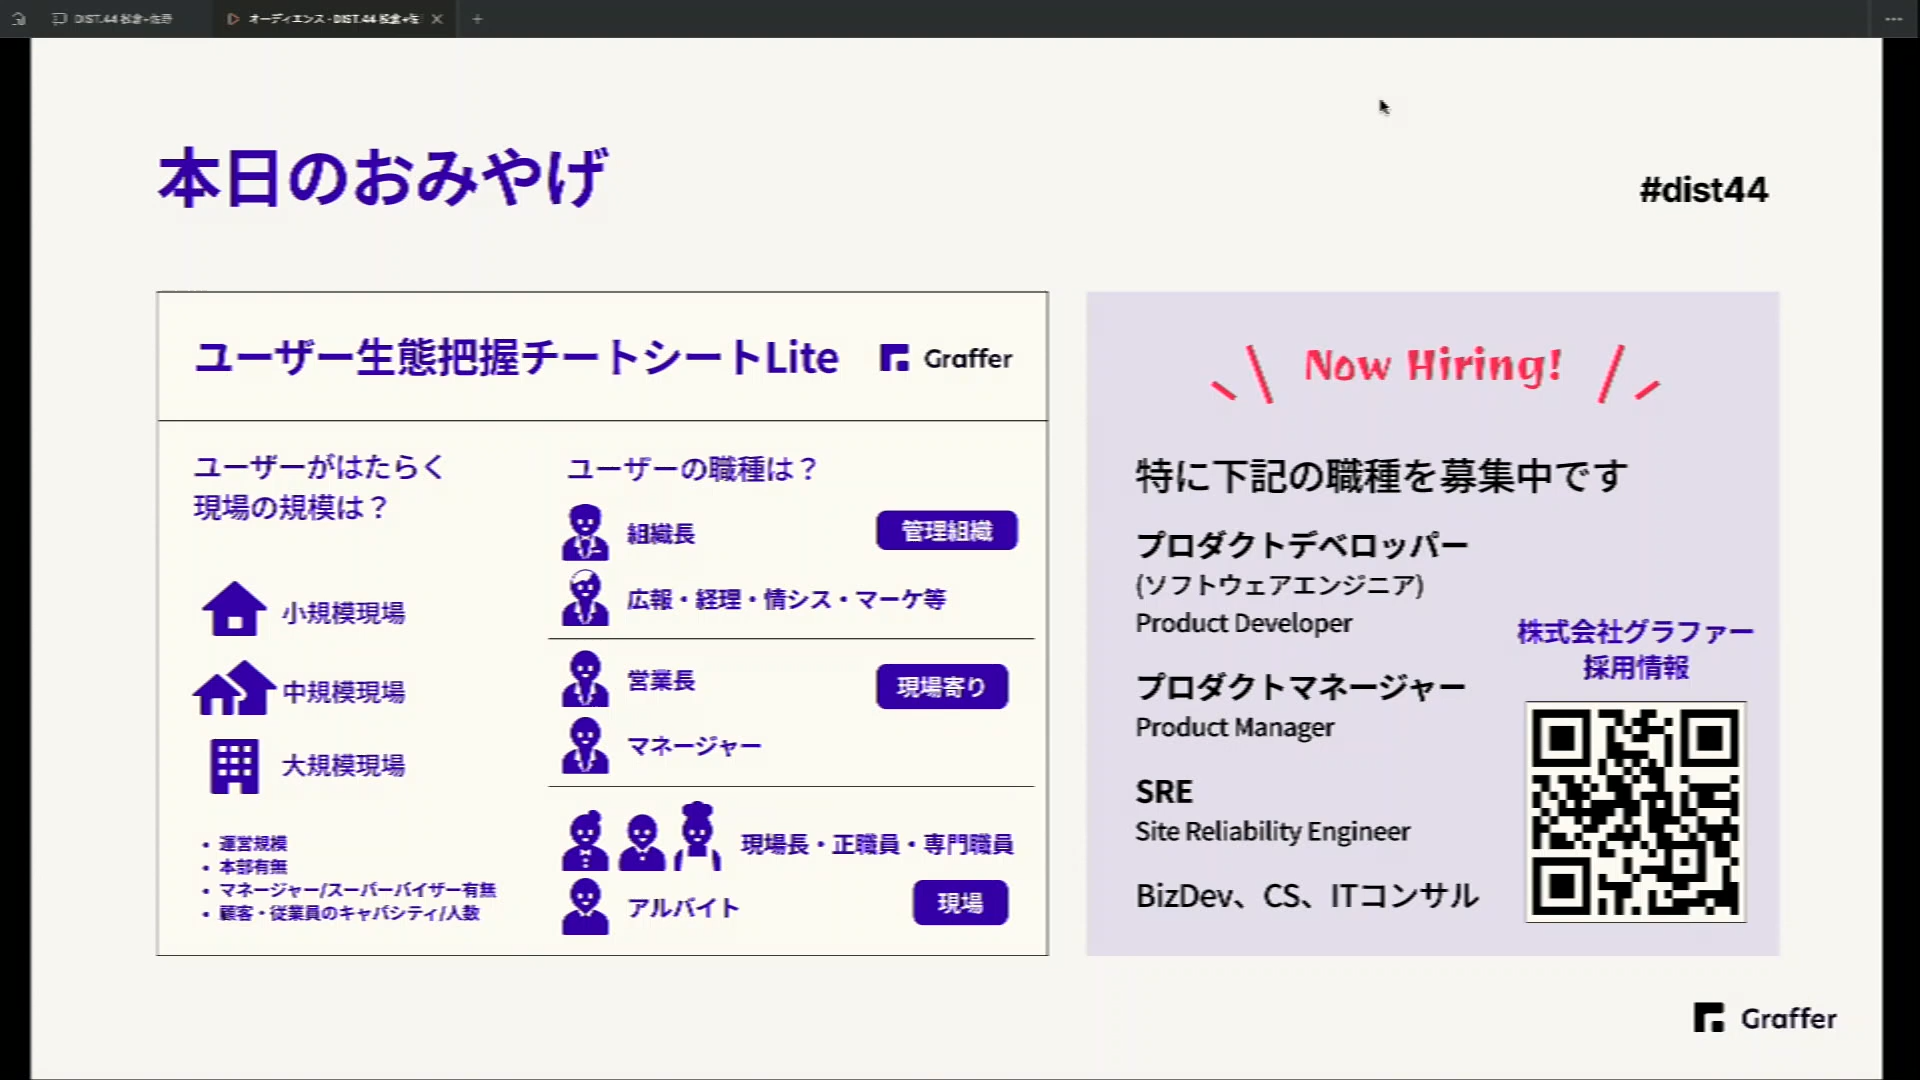 DIST.44
オーディエンス - DIST.44
本日のおみやげ
#dist44
ユーザー生態把握チートシートLite
Graffer
ユーザーがはたらく
現場の規模は？
小規模現場
中規模現場
大規模現場
・運営規模
・本部有無
・マネージャー/スーパーバイザー有無
・顧客・従業員のキャパシティ/人数
ユーザーの職種は？
組織長
管理組織
広報・経理・情シス・マーケ等
営業長
現場寄り
マネージャー
現場長・正職員・専門職員
アルバイト
現場
Now Hiring!
特に下記の職種を募集中です
プロダクトデベロッパー
(ソフトウェアエンジニア)
Product Developer
プロダクトマネージャー
Product Manager
SRE
Site Reliability Engineer
BizDev、CS、ITコンサル
株式会社グラファー
採用情報
Graffer